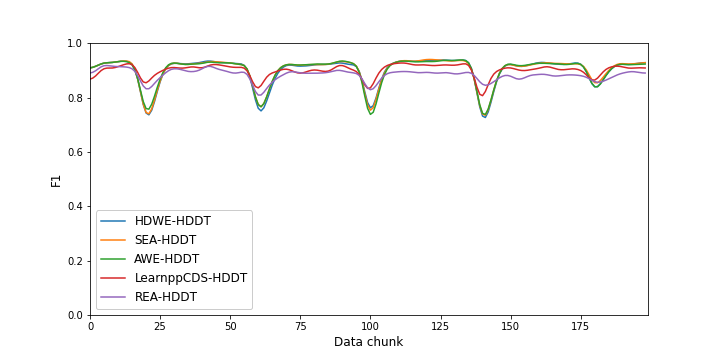 1.0
0.8
0.6
0.4
0.2
0.0
F1
HDWE-HDDT
SEA-HDDT
AWE-HDDT
LearnppCDS-HDDT
REA-HDDT
0 25 50 75 100 125 150 175
Data chunk